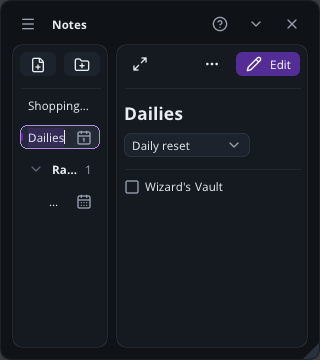 Notes
Shopping...
Dailies
Ra... 1
...
Edit
Dailies
Daily reset
Wizard's Vault